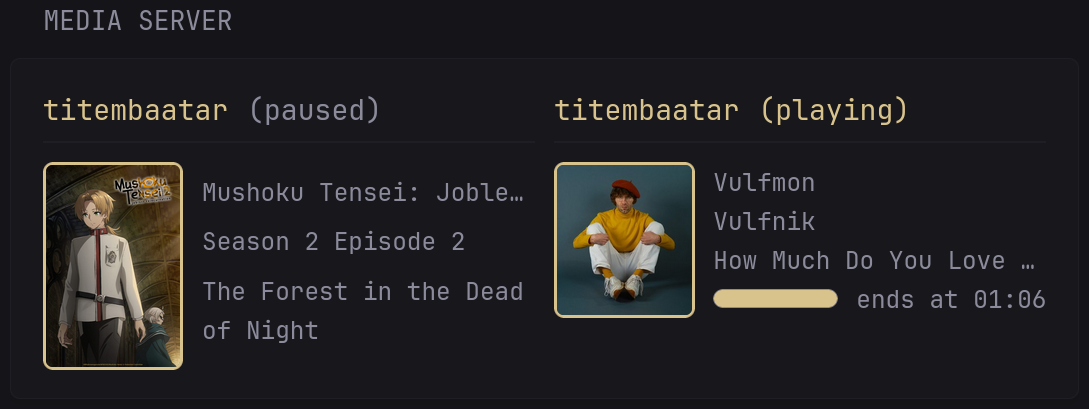 MEDIA SERVER
titembaatar (paused)
Mushoku Tensei
Mushoku Tensei: Joble…
Season 2 Episode 2
The Forest in the Dead
of Night
titembaatar (playing)
Vulfmon
Vulfnik
How Much Do You Love …
ends at 01:06